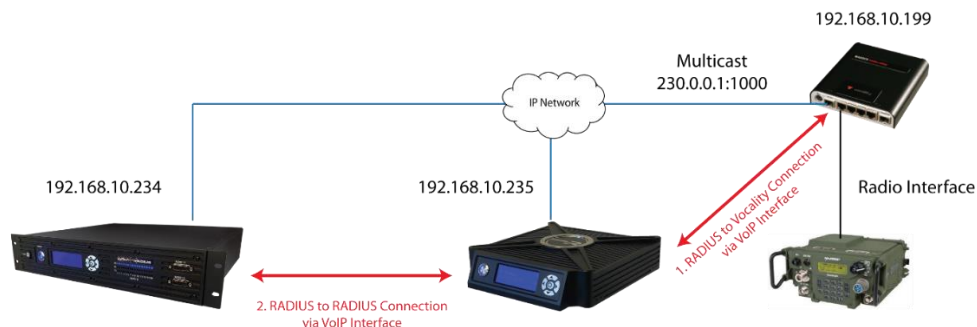 192.168.10.199
Multicast
230.0.0.1:1000
IP Network
192.168.10.234
192.168.10.235
1. RADIUS to Vocality Connection
via VoIP Interface
Radio Interface
2. RADIUS to RADIUS Connection
via VoIP Interface